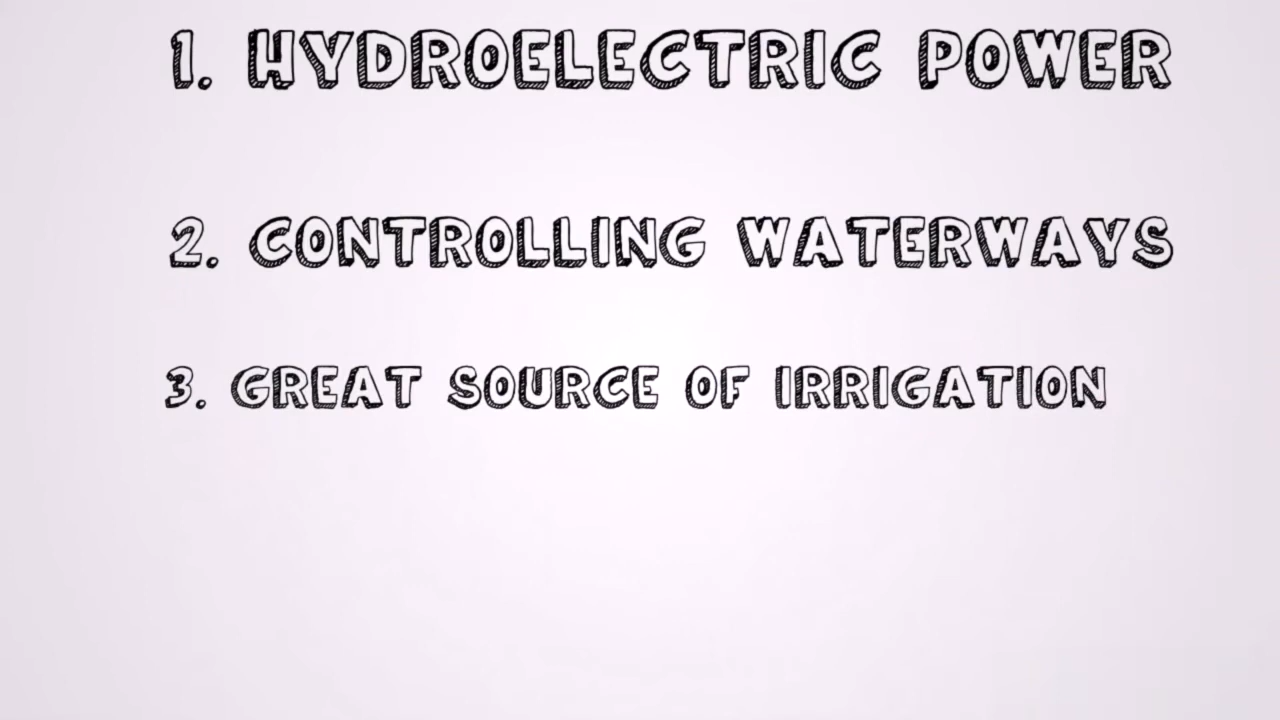 1. HYDROELECTRIC POWER
2. CONTROLLING WATERWAYS
3. GREAT SOURCE OF IRRIGATION